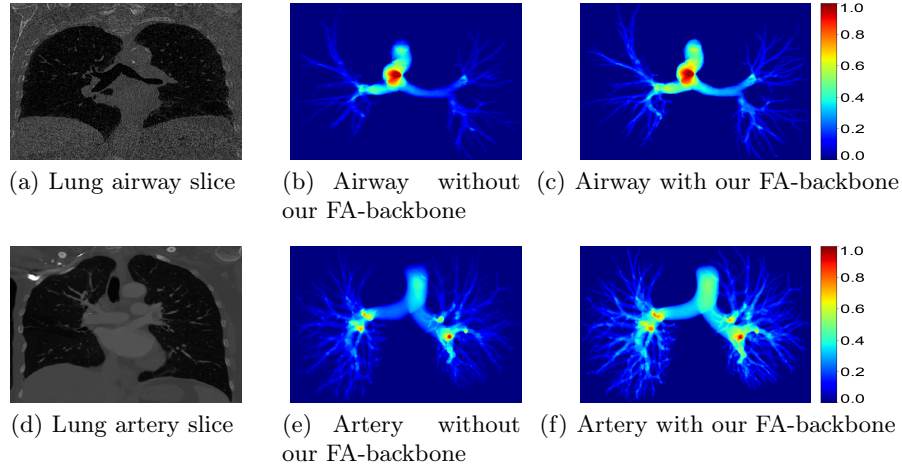 1.0
0.8
0.6
0.4
0.2
0.0
(a) Lung airway slice
(b) Airway without
our FA-backbone
(c) Airway with our FA-backbone
1.0
0.8
0.6
0.4
0.2
0.0
(d) Lung artery slice
(e) Artery without
our FA-backbone
(f) Artery with our FA-backbone